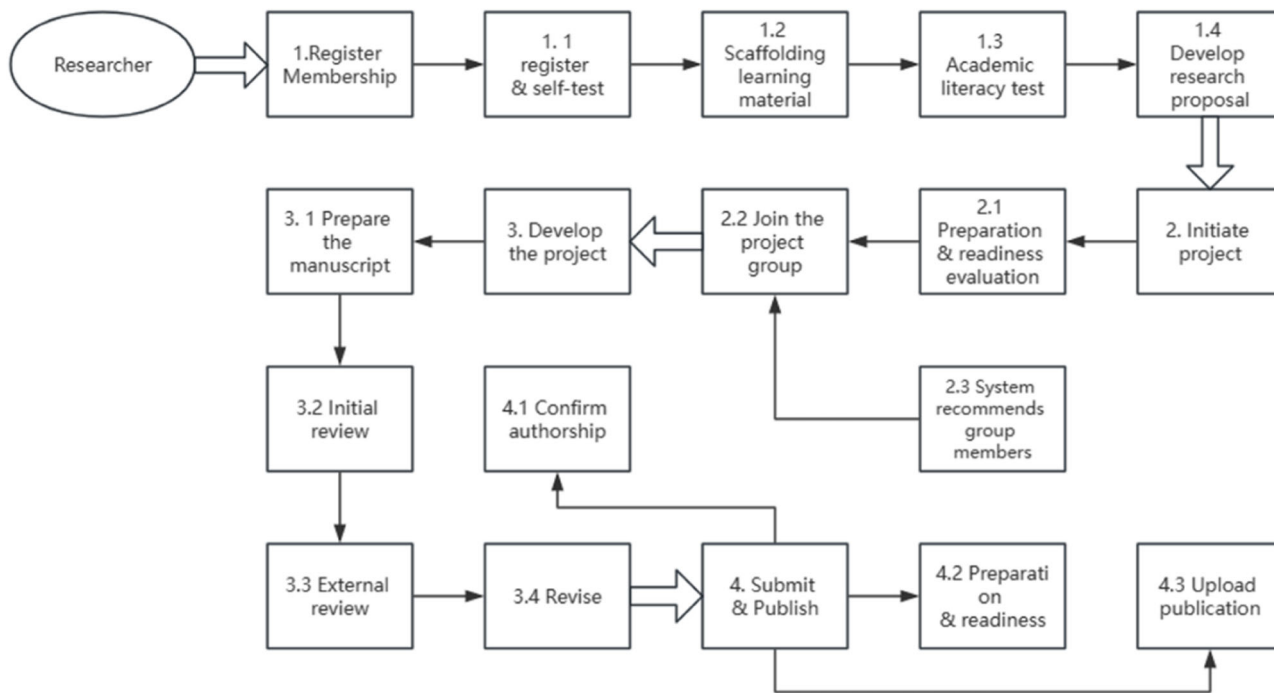 Researcher
1.Register
Membership
1. 1
register
& self-test
1.2
Scaffolding
learning
material
1.3
Academic
literacy test
1.4
Develop
research
proposal
3. 1 Prepare
the
manuscript
3. Develop
the project
2.2 Join the
project
group
2.1
Preparation
& readiness
evaluation
2. Initiate
project
3.2 Initial
review
4.1 Confirm
authorship
2.3 System
recommends
group
members
3.3 External
review
3.4 Revise
4. Submit
& Publish
4.2 Preparati
on
& readiness
4.3 Upload
publication